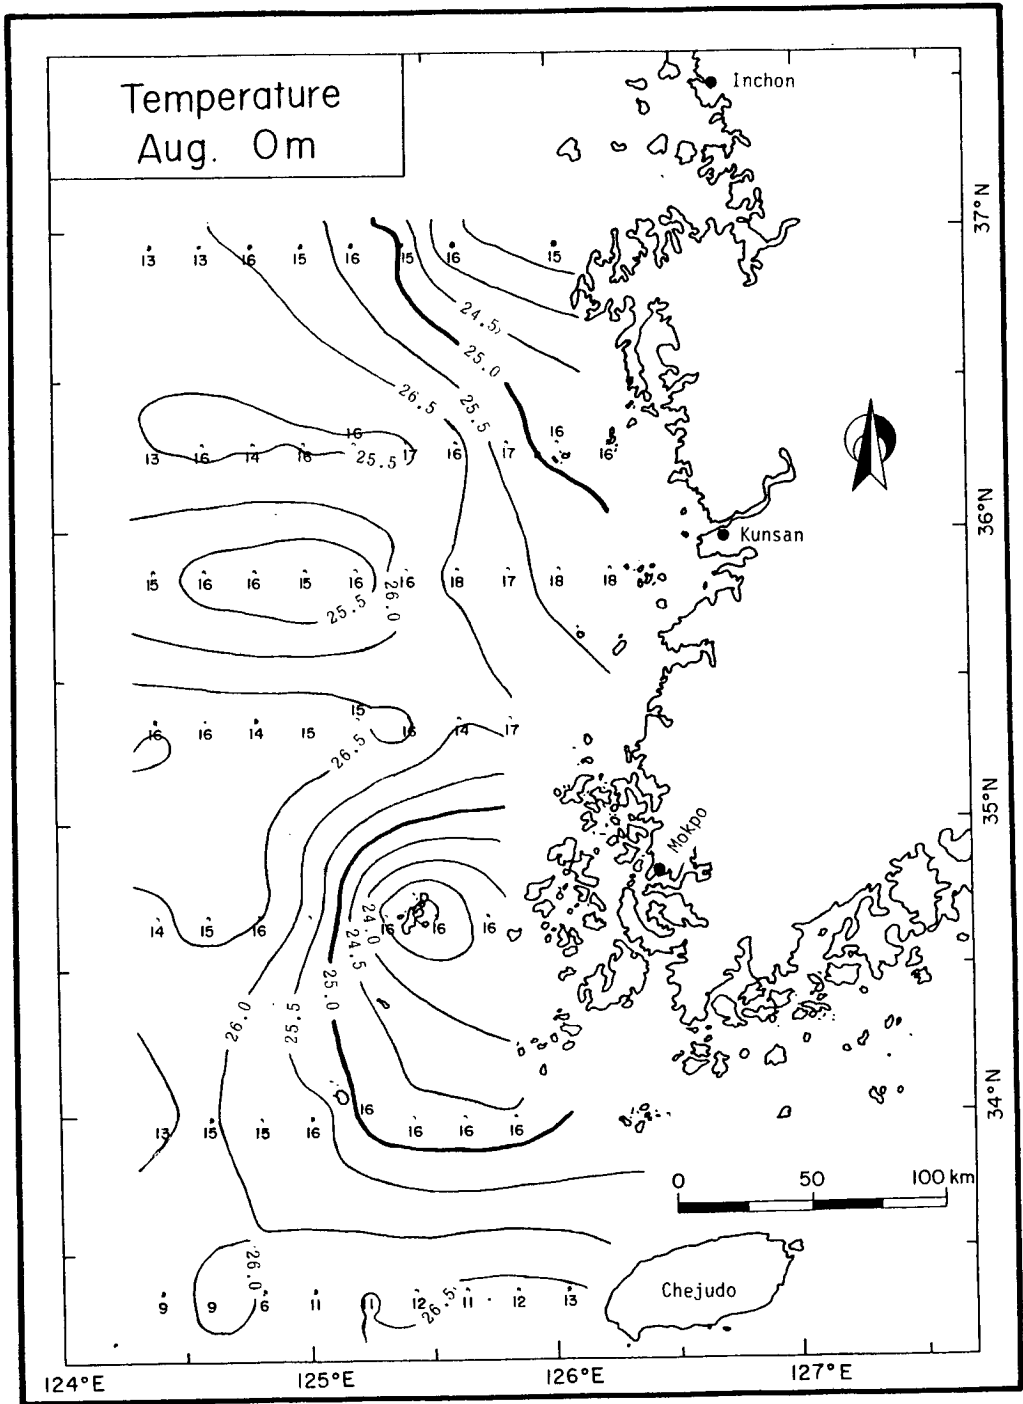 Temperature
Aug. 0m
Inchon
37°N
13 13 16 15 16 15 16 15
24.5
25.0
26.5
25.5
16 16
13 16 14 16 25.5 17 16 17 16
36°N
Kunsan
15 16 16 15 16 16 18 17 18 18
25.5
26.0
15
16 16 14 15 16 14 17
26.5
35°N
Mokpo
24.0
14 15 16 16 16 16
24.5
25.0
26.0
25.5
34°N
16
13 15 15 16 16 16 16
0 50 100 km
26.0
Chejudo
9 9 6 11 11 12 11 12 13
26.5
124°E 125°E 126°E 127°E